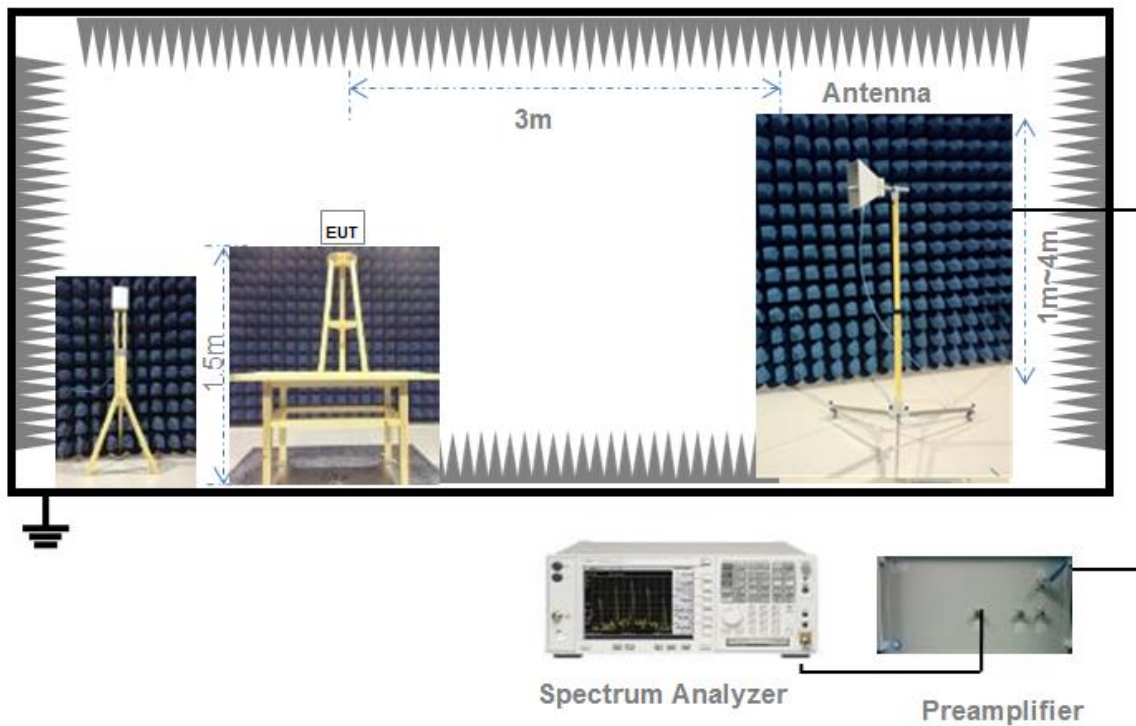 Antenna
3m
EUT
1.5m
1m~4m
Spectrum Analyzer
Preamplifier